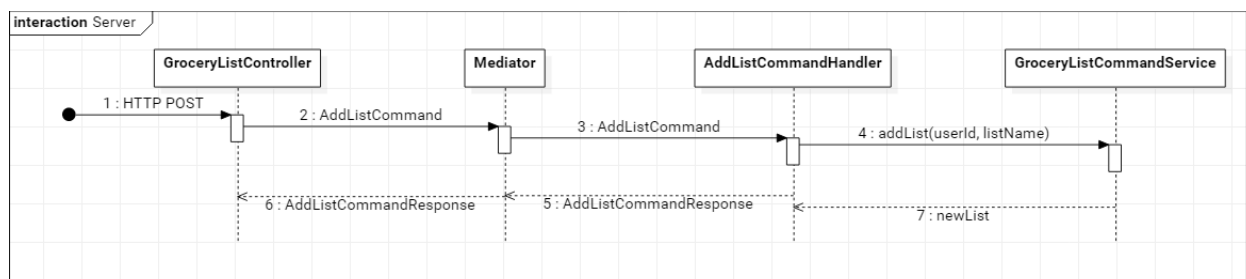 interaction Server
GroceryListController
Mediator
AddListCommandHandler
GroceryListCommandService
1 : HTTP POST
2 : AddListCommand
3 : AddListCommand
4 : addList(userId, listName)
6 : AddListCommandResponse
5 : AddListCommandResponse
7 : newList